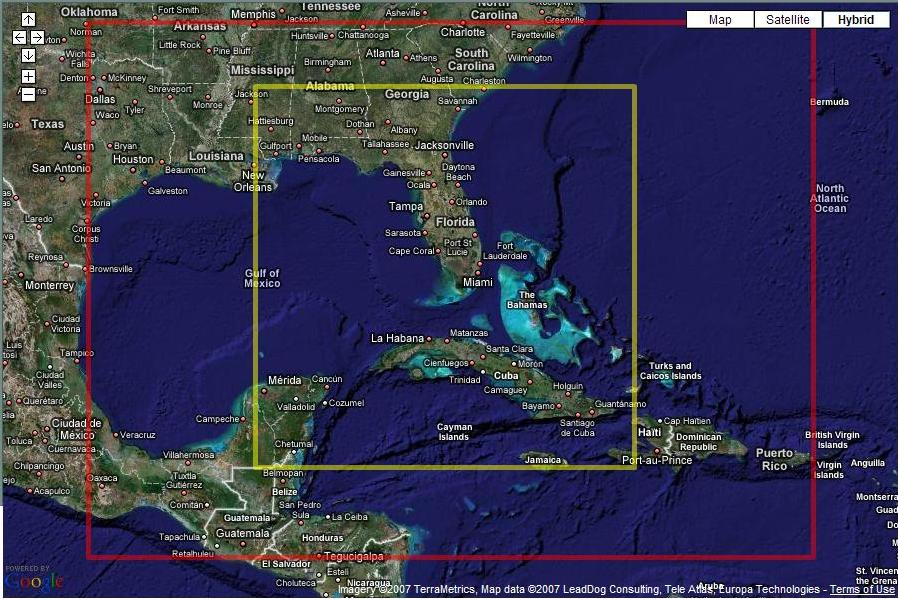 Map
Satellite
Hybrid
Oklahoma
Fort Smith
Memphis
Tennessee
Jackson
Asheville
North Carolina
Greenville
Norman
Arkansas
Huntsville
Chattanooga
Charlotte
Fayetteville
Little Rock
Pine Bluff
Atlanta
Athens
South Carolina
Wilmington
Wichita Falls
Mississippi
Birmingham
Denton
McKinney
Alabama
Augusta
Charleston
Shreveport
Jackson
Georgia
Dallas
Monroe
Savannah
Bermuda
Tyler
Montgomery
Waco
Hattiesburg
Dothan
Albany
Texas
Mobile
Austin
Bryan
Gulfport
Tallahassee
Jacksonville
Houston
Louisiana
Pensacola
San Antonio
Beaumont
New Orleans
Gainesville
Daytona Beach
Galveston
Ocala
North Atlantic Ocean
Victoria
Tampa
Orlando
Laredo
Florida
Corpus Christi
Sarasota
Port St Lucie
Fort Lauderdale
Cape Coral
Reynosa
Brownsville
Gulf of Mexico
Monterrey
Miami
The Bahamas
Ciudad Victoria
La Habana
Matanzas
Luis
Tampico
Santa Clara
Cienfuegos
Morón
Turks and Caicos Islands
Ciudad Valles
Mérida
Cancún
Trinidad
Cuba
Camaguey
Holguin
Querétaro
Valladolid
Cozumel
Bayamo
Guantánamo
Campeche
Santiago de Cuba
Cap Haïtien
Ciudad de México
Veracruz
Cayman Islands
Haïti
Dominican Republic
British Virgin Islands
Toluca
Cuernavaca
Chetumal
Villahermosa
Jamaica
Port-au-Prince
Puerto Rico
Virgin Islands
Anguilla
Chilpancingo
Oaxaca
Tuxtla Gutiérrez
Belmopan
Acapulco
Belize
Comitán
San Pedro Sula
La Ceiba
Guatemala
Tapachula
Guatemala
Honduras
Retalhuleu
El Salvador
Tegucigalpa
Esteli
Choluteca
Nicaragua
Aruba
St. Vincent
the Grena
POWERED BY
Google
Imagery ©2007 TerraMetrics, Map data ©2007 LeadDog Consulting, Tele Atlas, Europa Technologies - Terms of Use